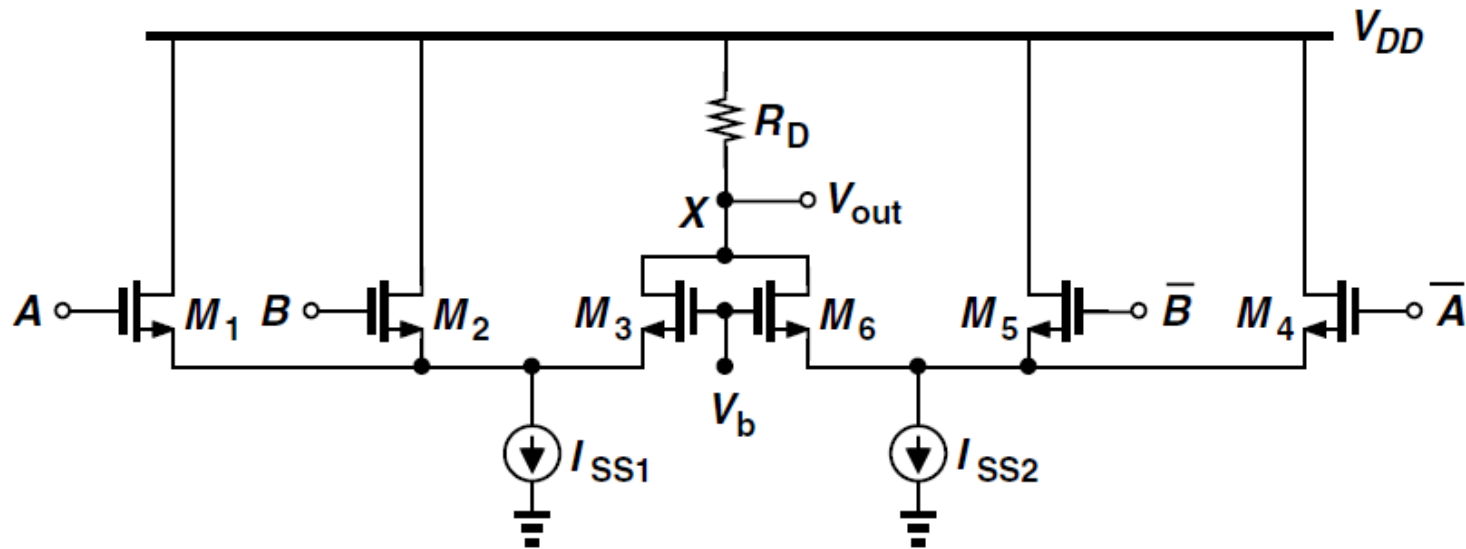 V_DD
R_D
X V_out
A M_1 B M_2 M_3 M_6 M_5 B̅ M_4 A̅
V_b
I_SS1 I_SS2